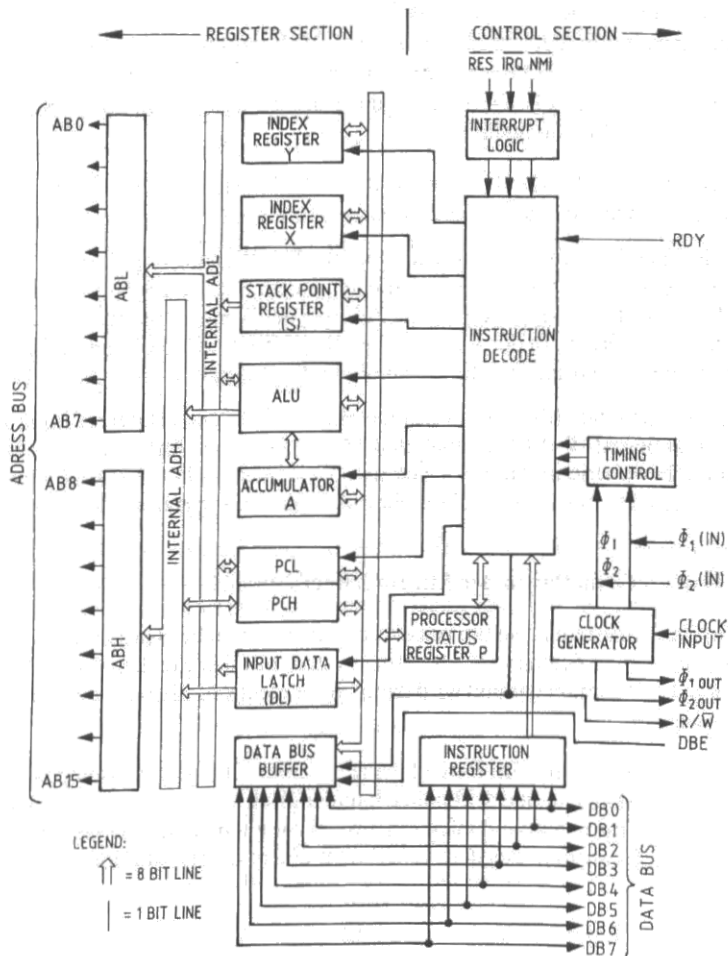 REGISTER SECTION
CONTROL SECTION
RES IRQ NMI
INTERRUPT
LOGIC
RDY
INSTRUCTION
DECODE
TIMING
CONTROL
Φ1
Φ2
Φ1 (IN)
Φ2 (IN)
CLOCK
GENERATOR
CLOCK
INPUT
Φ1 OUT
Φ2 OUT
R/W̅
DBE
ADRESS BUS
AB0
AB7
AB8
AB15
ABL
ABH
INTERNAL ADH
INTERNAL ADL
INDEX
REGISTER
Y
INDEX
REGISTER
X
STACK POINT
REGISTER
(S)
ALU
ACCUMULATOR
A
PCL
PCH
INPUT DATA
LATCH
(DL)
DATA BUS
BUFFER
PROCESSOR
STATUS
REGISTER P
INSTRUCTION
REGISTER
DB0
DB1
DB2
DB3
DB4
DB5
DB6
DB7
DATA BUS
LEGEND:
= 8 BIT LINE
= 1 BIT LINE